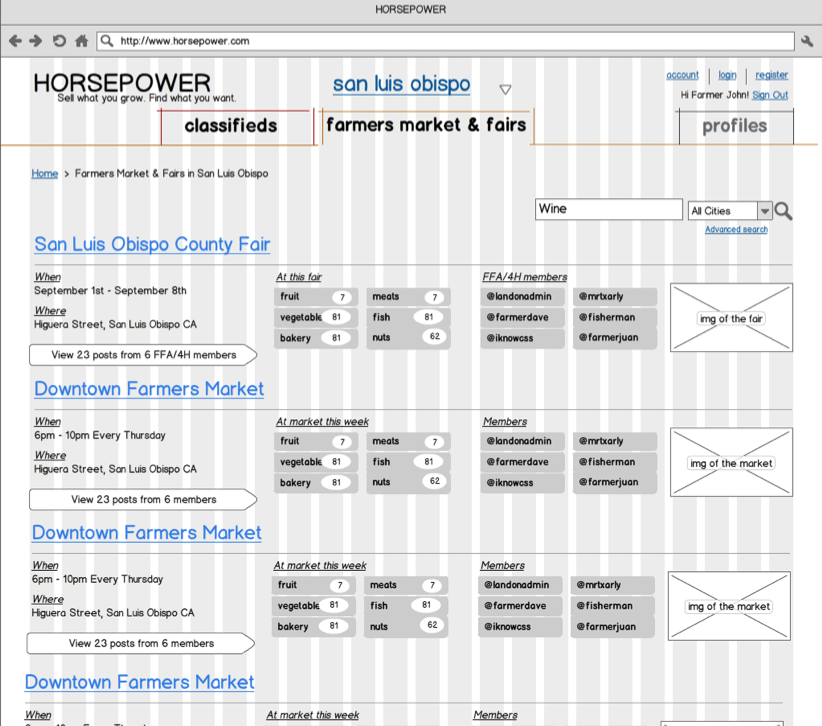 HORSEPOWER
http://www.horsepower.com
HORSEPOWER
Sell what you grow. Find what you want.
san luis obispo
account login register
Hi Farmer John! Sign Out
classifieds
farmers market & fairs
profiles
Home > Farmers Market & Fairs in San Luis Obispo
Wine
All Cities
Advanced search
San Luis Obispo County Fair
When
September 1st - September 8th
Where
Higuera Street, San Luis Obispo CA
View 23 posts from 6 FFA/4H members
At this fair
fruit 7 meats 7
vegetable 81 fish 81
bakery 81 nuts 62
FFA/4H members
@landonadmin @mrtxarly
@farmerdave @fisherman
@iknowcss @farmerjuan
img of the fair
Downtown Farmers Market
When
6pm - 10pm Every Thursday
Where
Higuera Street, San Luis Obispo CA
View 23 posts from 6 members
At market this week
fruit 7 meats 7
vegetable 81 fish 81
bakery 81 nuts 62
Members
@landonadmin @mrtxarly
@farmerdave @fisherman
@iknowcss @farmerjuan
img of the market
Downtown Farmers Market
When
6pm - 10pm Every Thursday
Where
Higuera Street, San Luis Obispo CA
View 23 posts from 6 members
At market this week
fruit 7 meats 7
vegetable 81 fish 81
bakery 81 nuts 62
Members
@landonadmin @mrtxarly
@farmerdave @fisherman
@iknowcss @farmerjuan
img of the market
Downtown Farmers Market
When
At market this week
Members